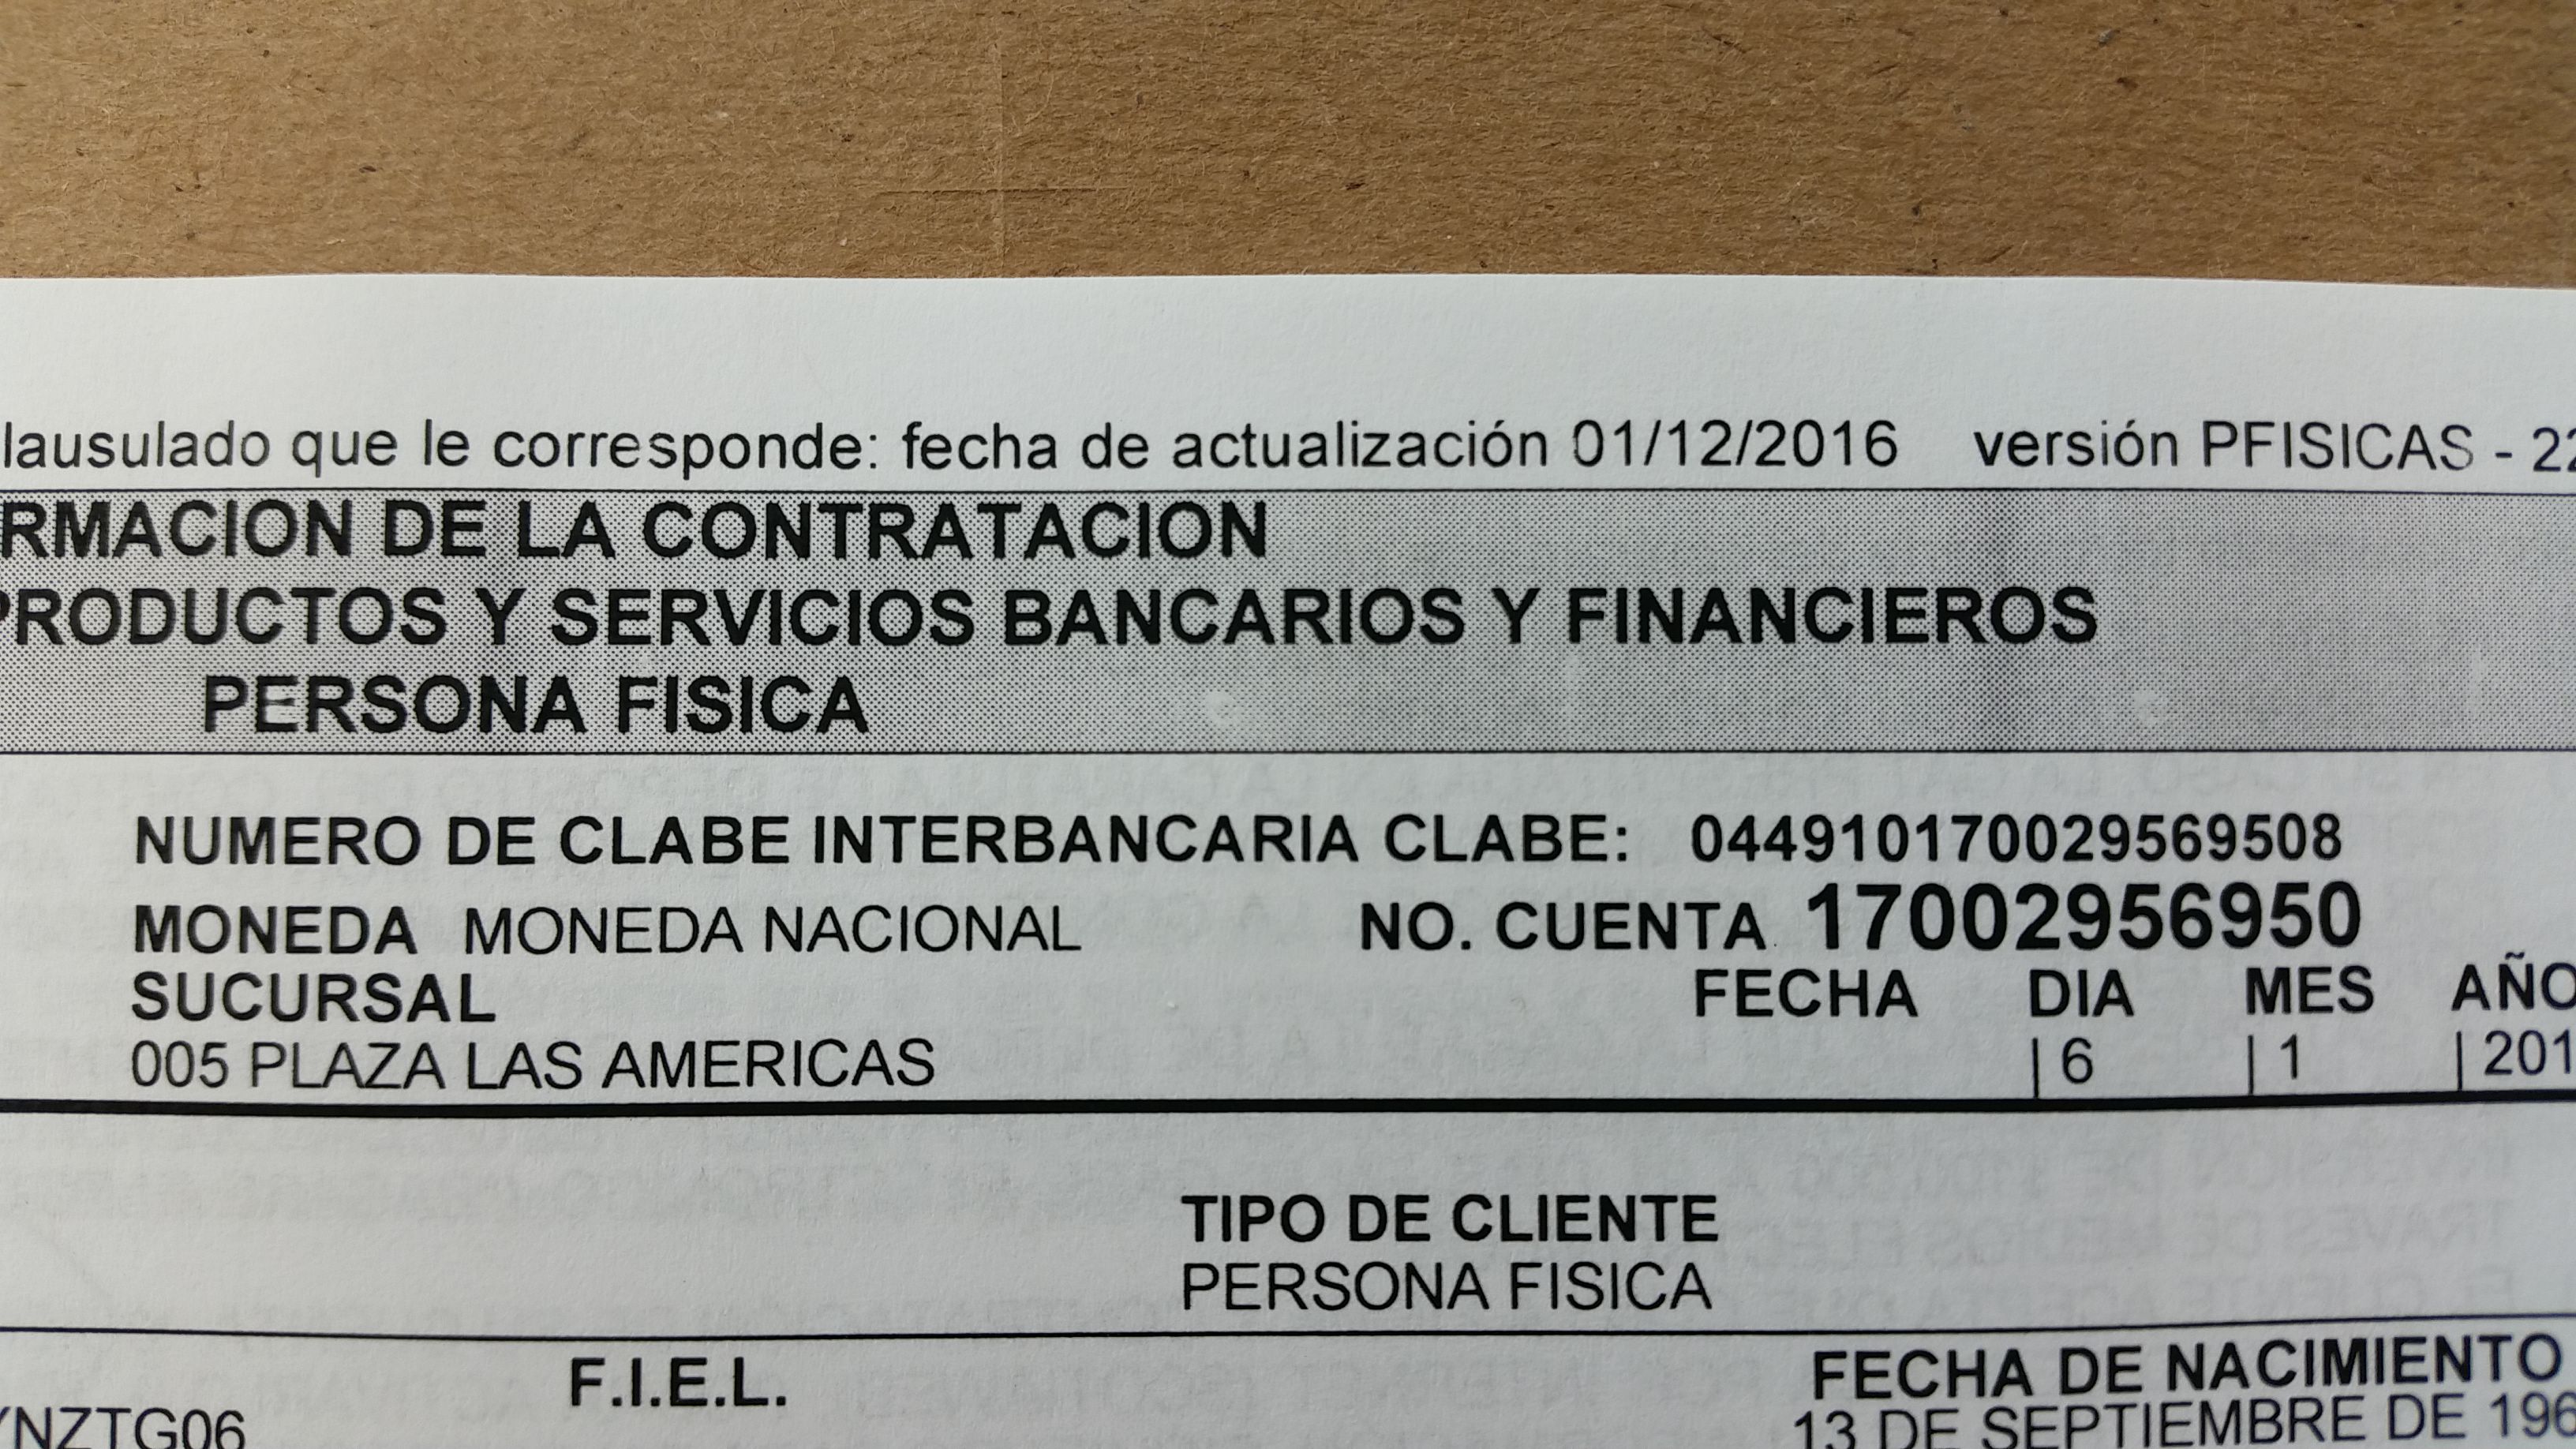 lausulado que le corresponde: fecha de actualización 01/12/2016 versión PFISICAS - 22
RMACION DE LA CONTRATACION
PRODUCTOS Y SERVICIOS BANCARIOS Y FINANCIEROS
PERSONA FISICA
NUMERO DE CLABE INTERBANCARIA CLABE: 044910170029569508
MONEDA MONEDA NACIONAL NO. CUENTA 17002956950
SUCURSAL FECHA DIA MES AÑO
005 PLAZA LAS AMERICAS | 6 | 1 | 201
TIPO DE CLIENTE
PERSONA FISICA
F.I.E.L. FECHA DE NACIMIENTO
YNZTG06 13 DE SEPTIEMBRE DE 196